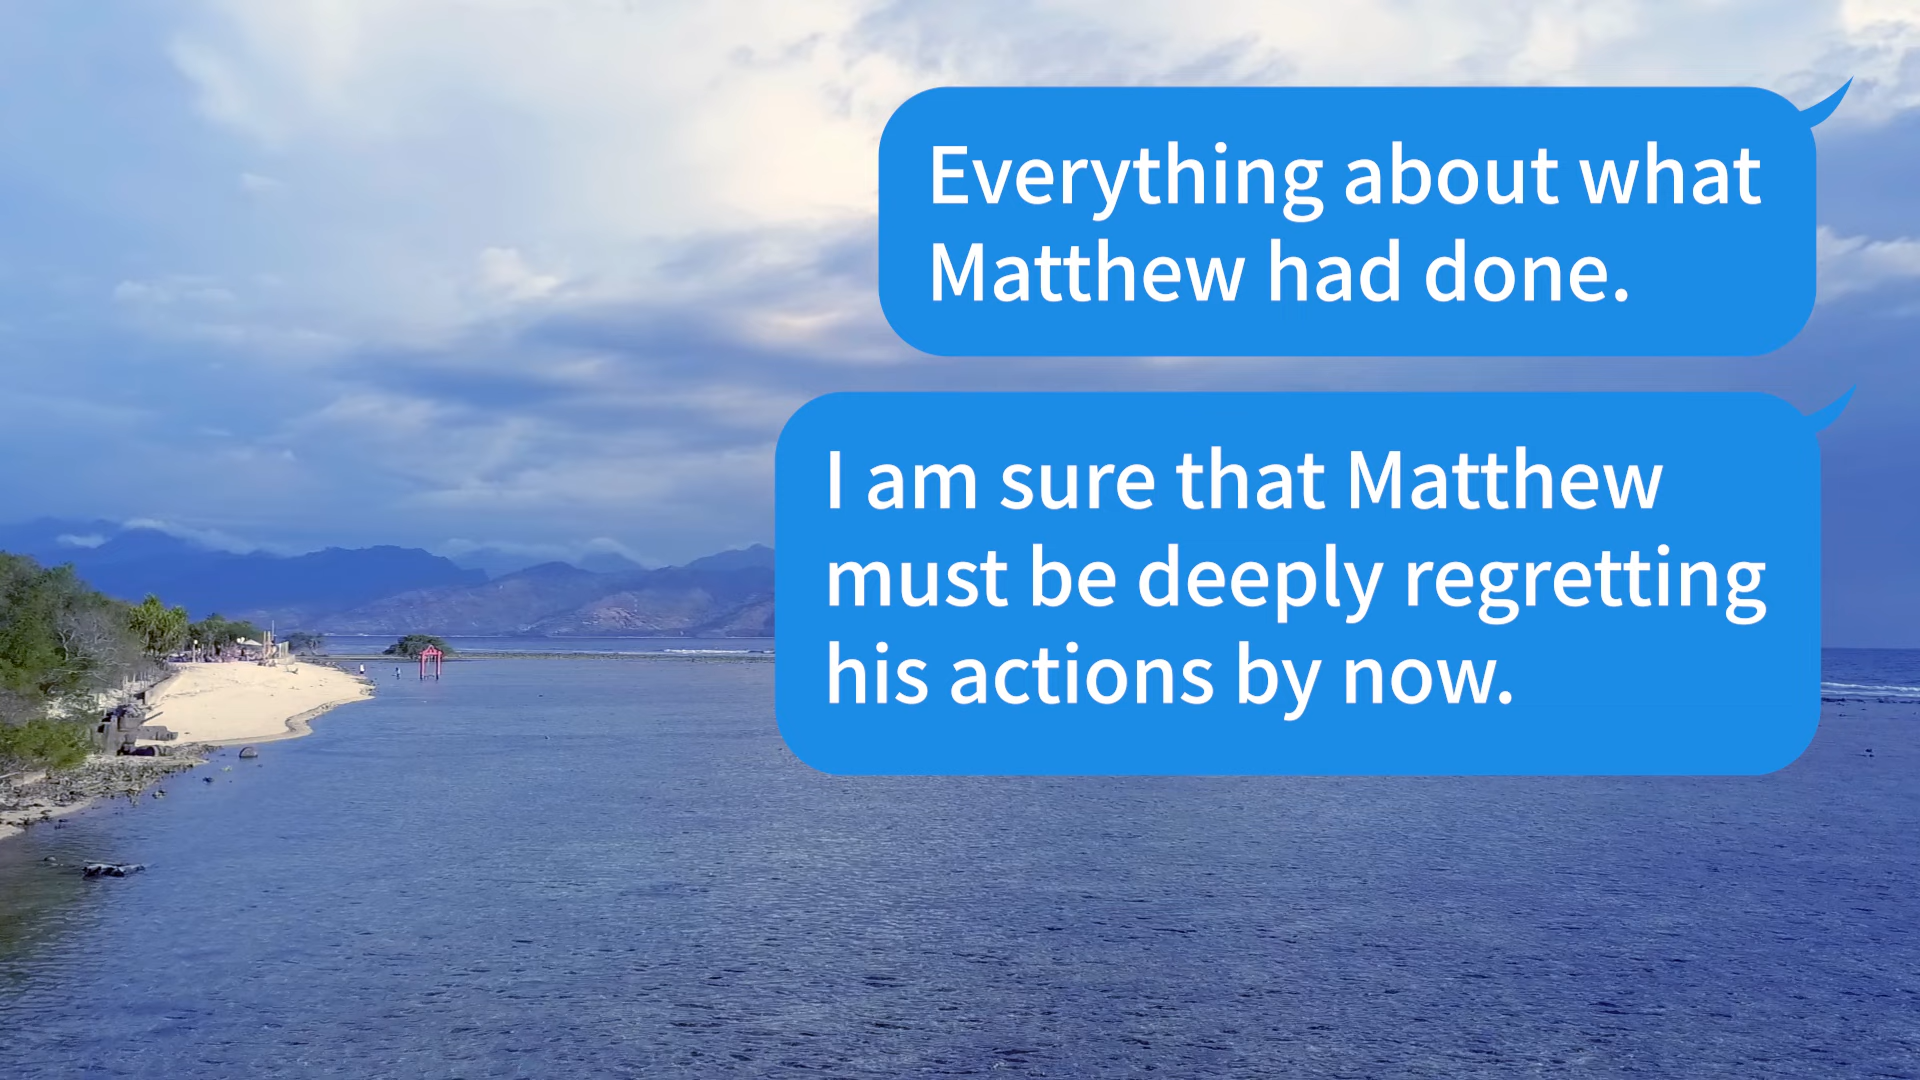 Everything about what
Matthew had done.
I am sure that Matthew
must be deeply regretting
his actions by now.